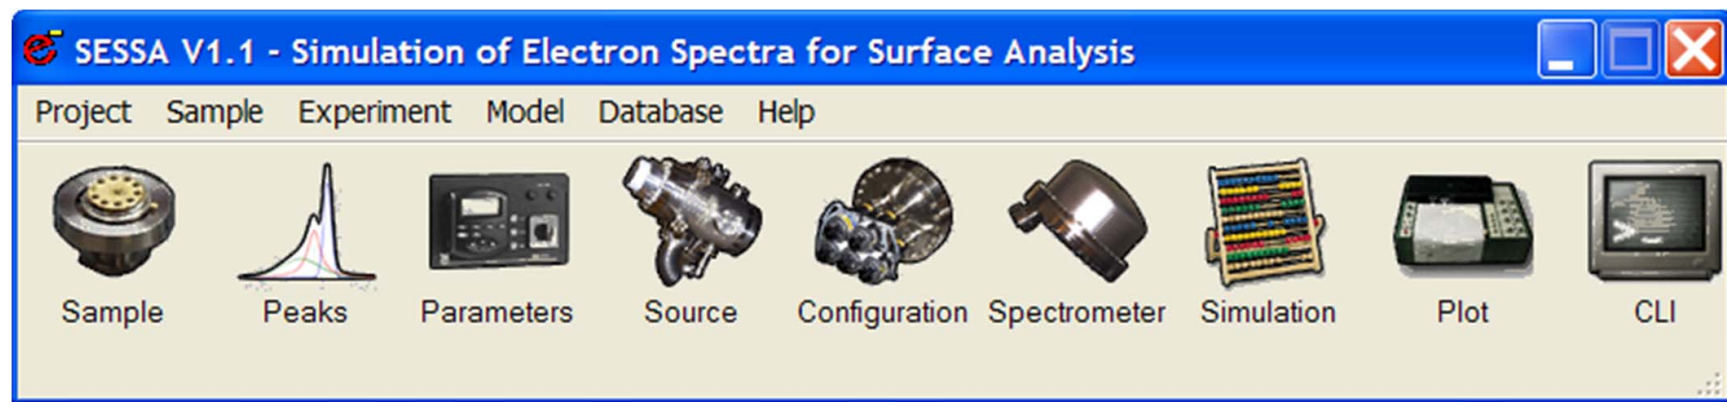 SESSA V1.1 - Simulation of Electron Spectra for Surface Analysis
Project Sample Experiment Model Database Help
Sample Peaks Parameters Source Configuration Spectrometer Simulation Plot CLI